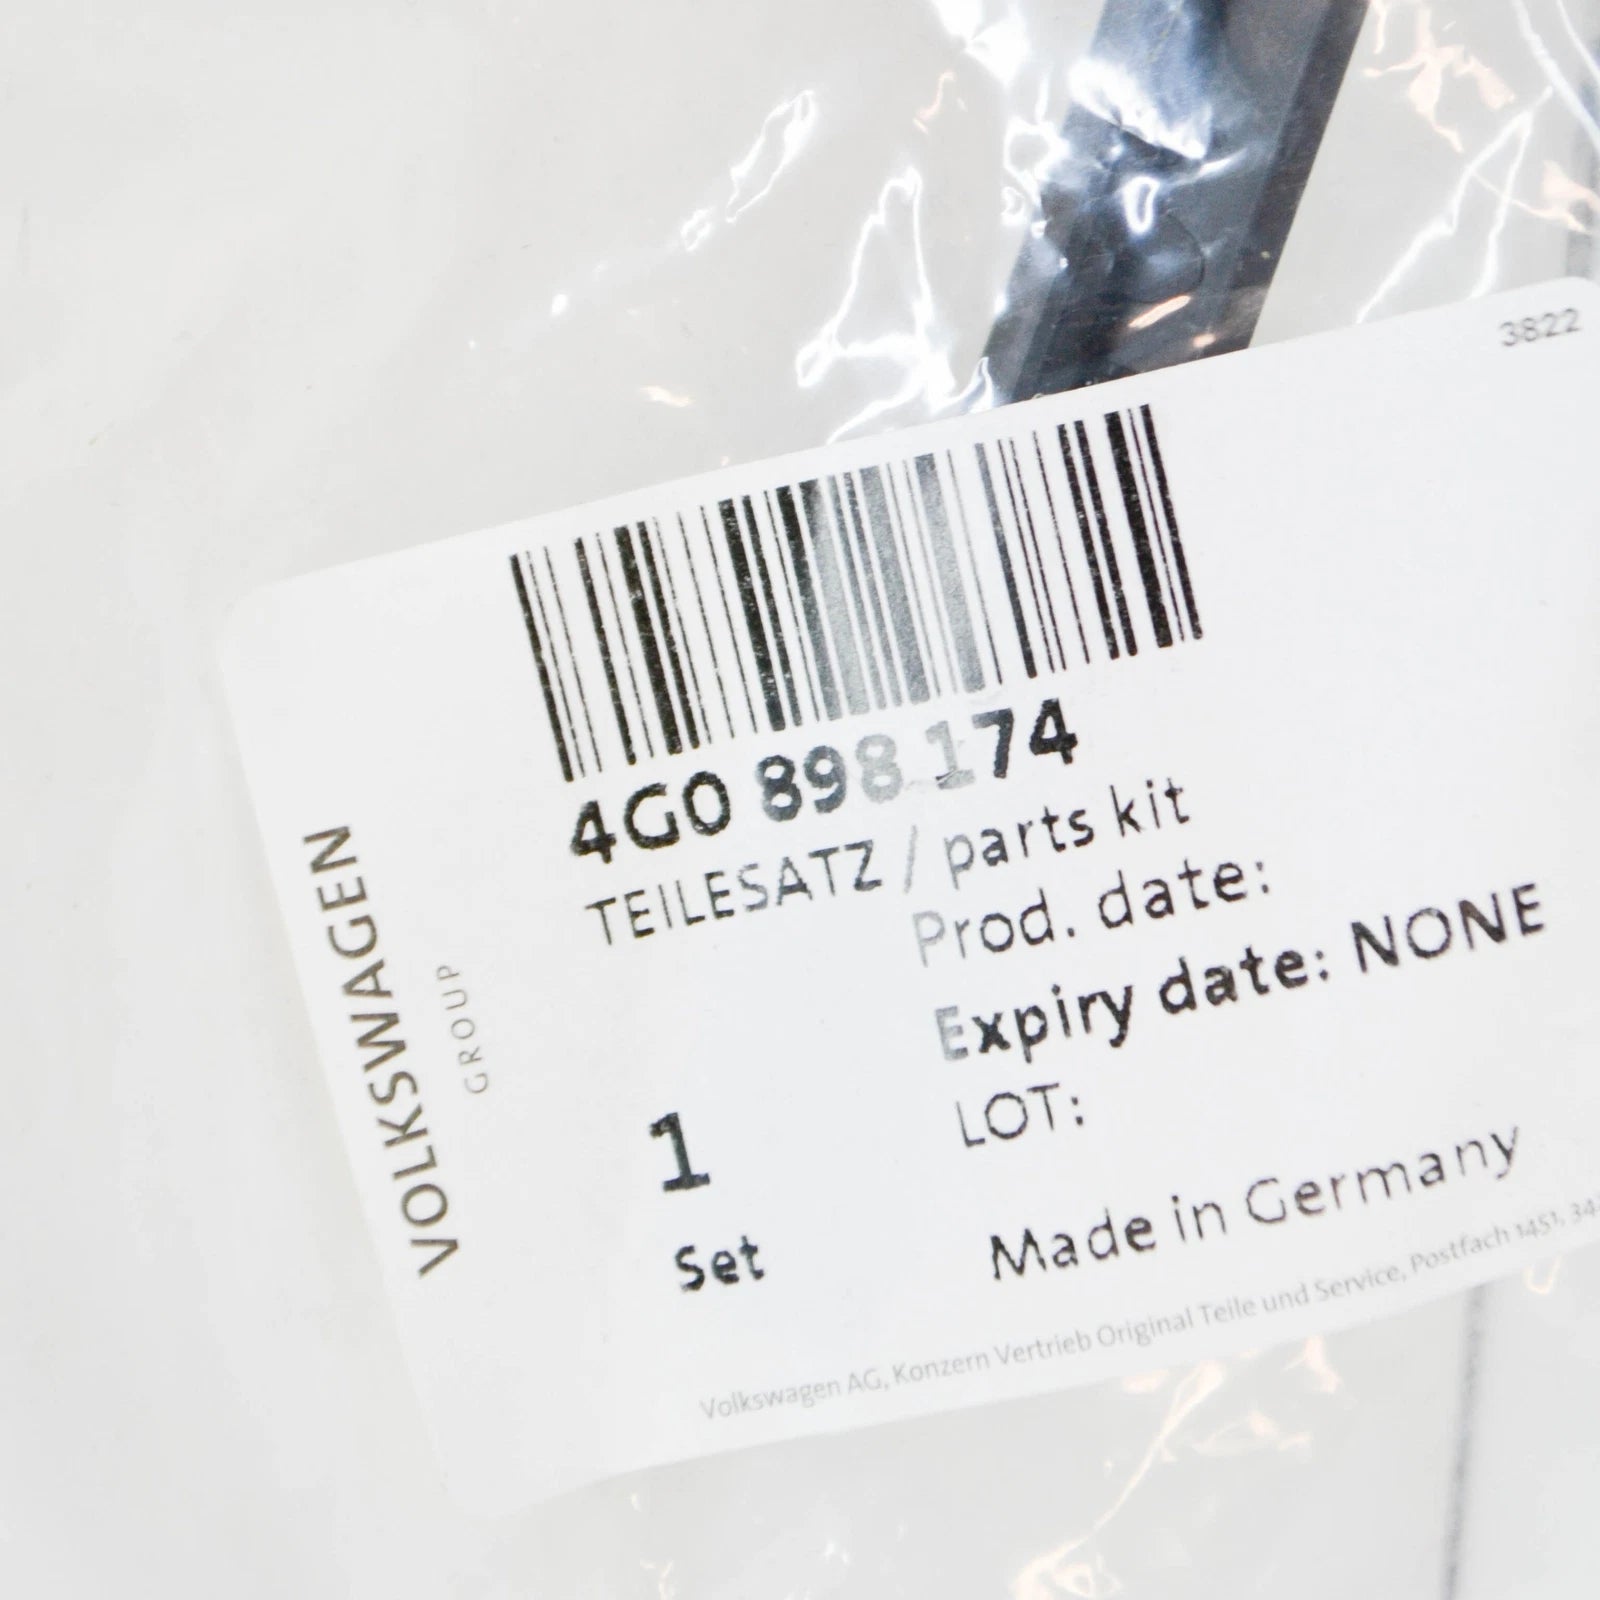 3822
4G0 898 174
TEILESATZ / parts kit
Prod. date:
Expiry date: NONE
LOT:
1
Set
Made in Germany
Volkswagen AG, Konzern Vertrieb Original Teile und Service, Postfach 1451,
VOLKSWAGEN
GROUP